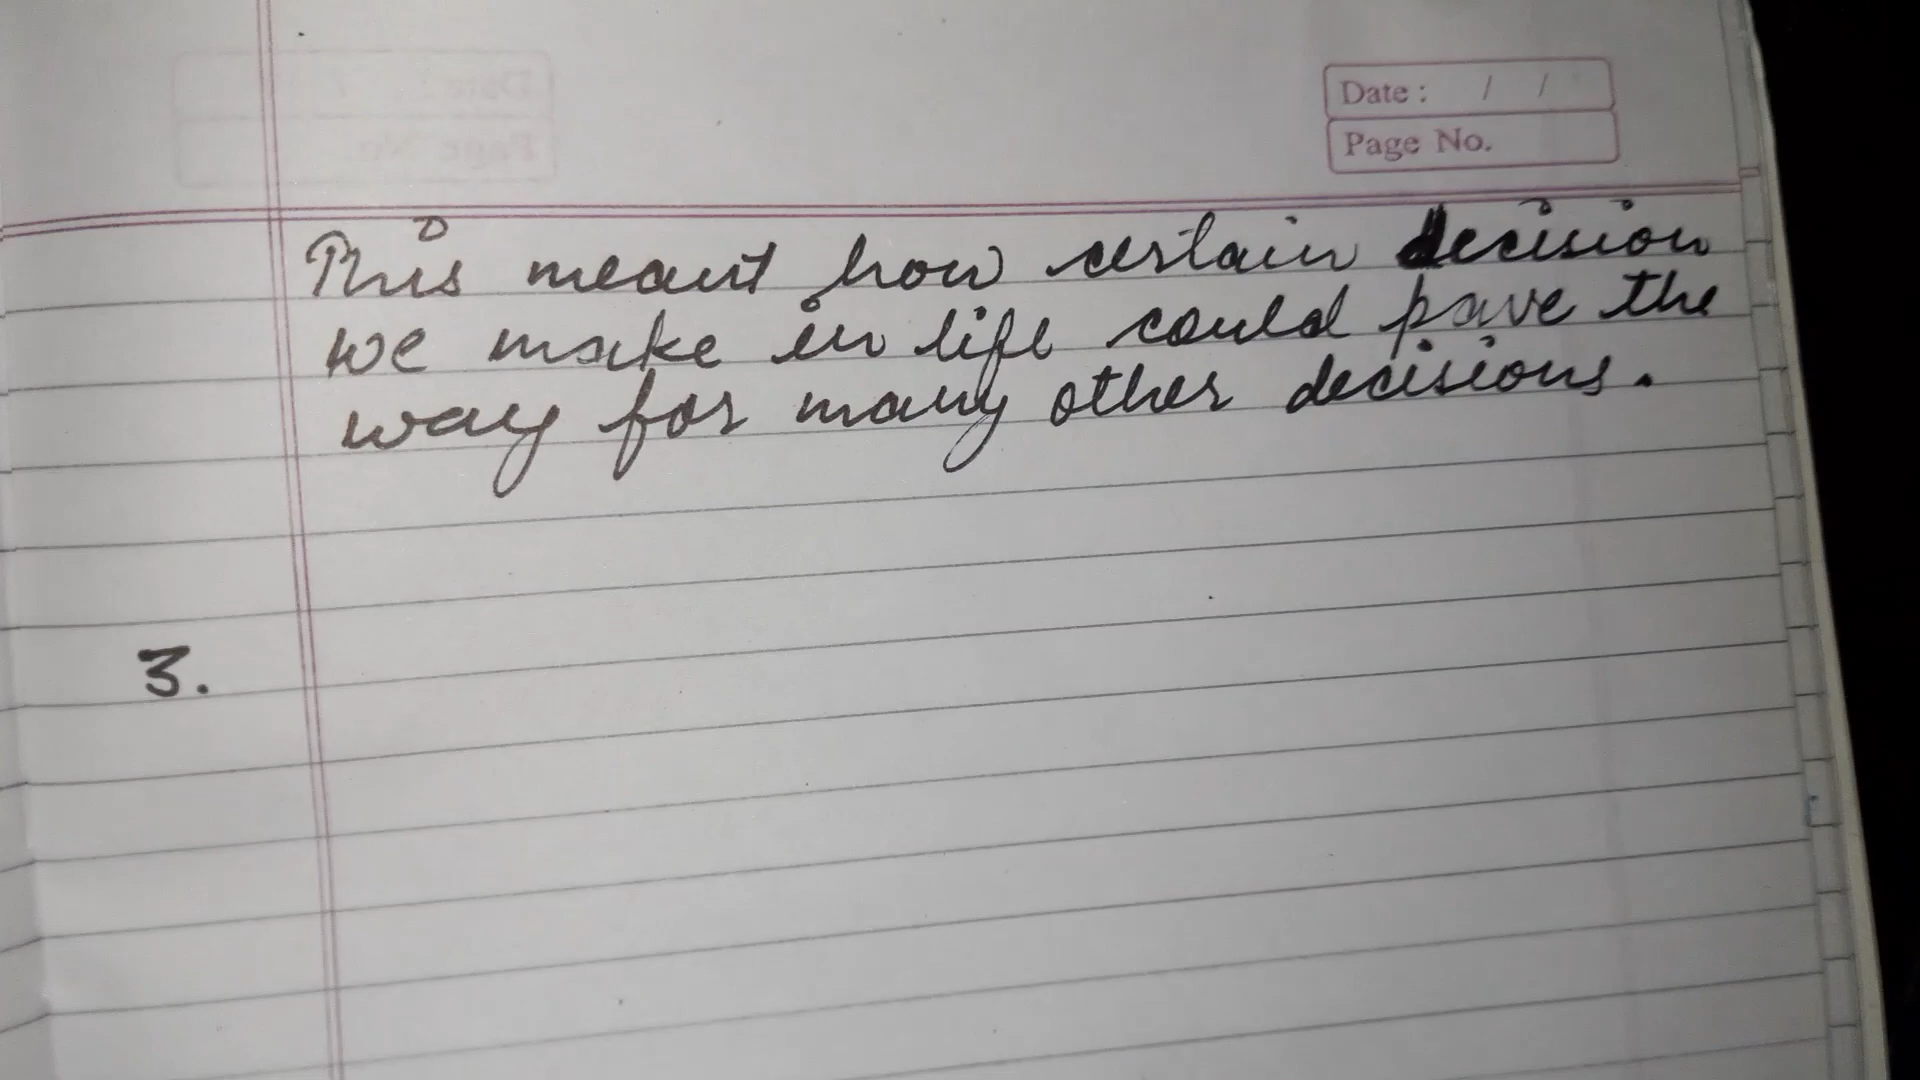 Date : / /
Page No.
This meant how certain decision
we make in life could pave the
way for many other decisions.
3.